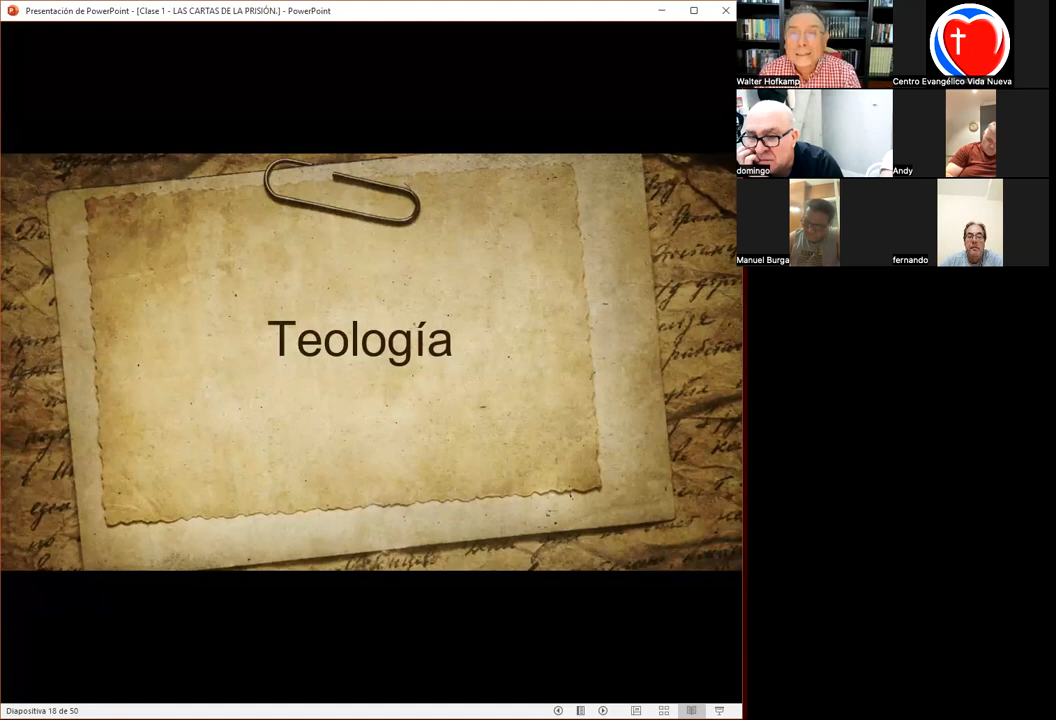 Presentación de PowerPoint - [Clase 1 - LAS CARTAS DE LA PRISIÓN.] - PowerPoint
Teología
Diapositiva 18 de 50
Walter Hofkamp
Centro Evangélico Vida Nueva
domingo
Andy
Manuel Burga
fernando